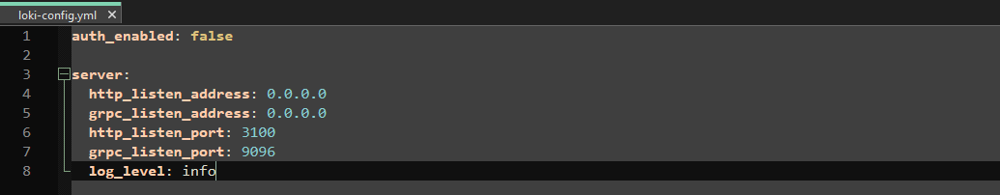 loki-config.yml ✕
1 auth_enabled: false
2
3 server:
4   http_listen_address: 0.0.0.0
5   grpc_listen_address: 0.0.0.0
6   http_listen_port: 3100
7   grpc_listen_port: 9096
8   log_level: info